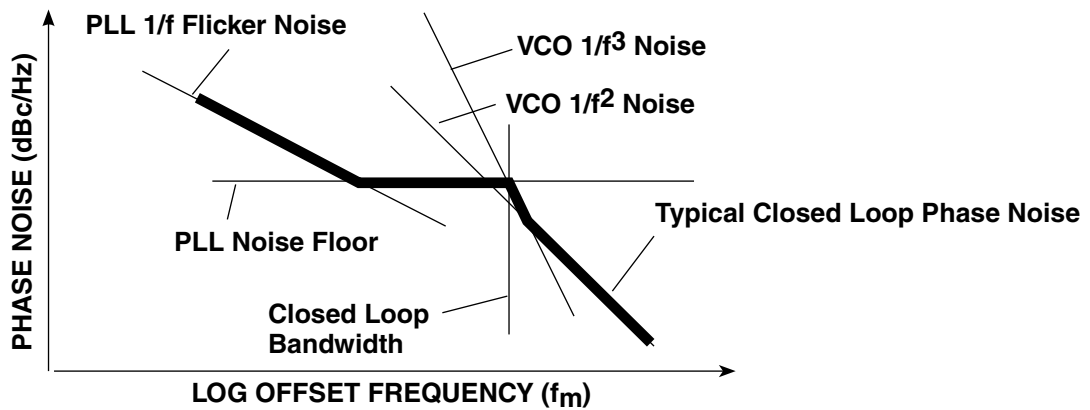 PLL 1/f Flicker Noise
VCO 1/f3 Noise
VCO 1/f2 Noise
PHASE NOISE (dBc/Hz)
Typical Closed Loop Phase Noise
PLL Noise Floor
Closed Loop
Bandwidth
LOG OFFSET FREQUENCY (fm)